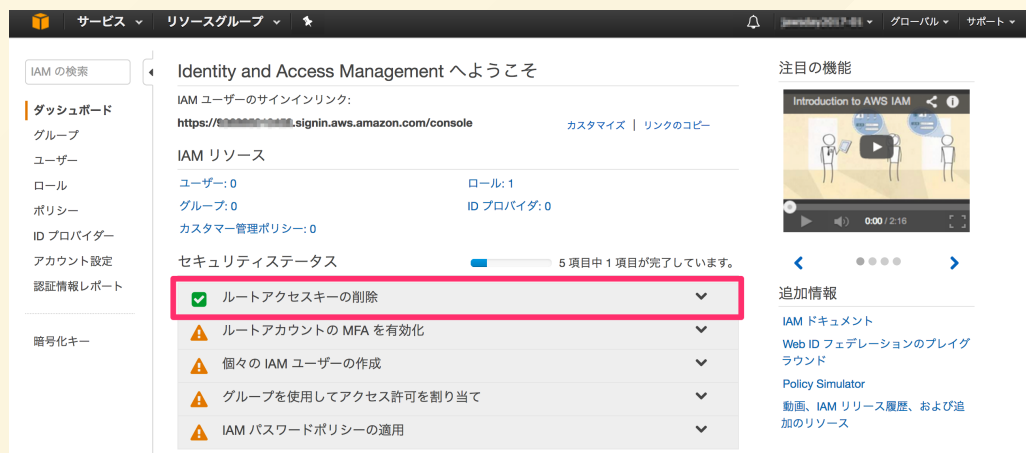 サービス リソースグループ グローバル サポート
IAM の検索
ダッシュボード
グループ
ユーザー
ロール
ポリシー
ID プロバイダー
アカウント設定
認証情報レポート
暗号化キー
Identity and Access Management へようこそ
IAM ユーザーのサインインリンク:
https://.signin.aws.amazon.com/console カスタマイズ | リンクのコピー
IAM リソース
ユーザー: 0 ロール: 1
グループ: 0 ID プロバイダ: 0
カスタマー管理ポリシー: 0
セキュリティステータス 5 項目中 1 項目が完了しています。
ルートアクセスキーの削除
ルートアカウントの MFA を有効化
個々の IAM ユーザーの作成
グループを使用してアクセス許可を割り当て
IAM パスワードポリシーの適用
注目の機能
Introduction to AWS IAM
0:00 / 2:16
追加情報
IAM ドキュメント
Web ID フェデレーションのプレイグ
ラウンド
Policy Simulator
動画、IAM リリース履歴、および追
加のリソース